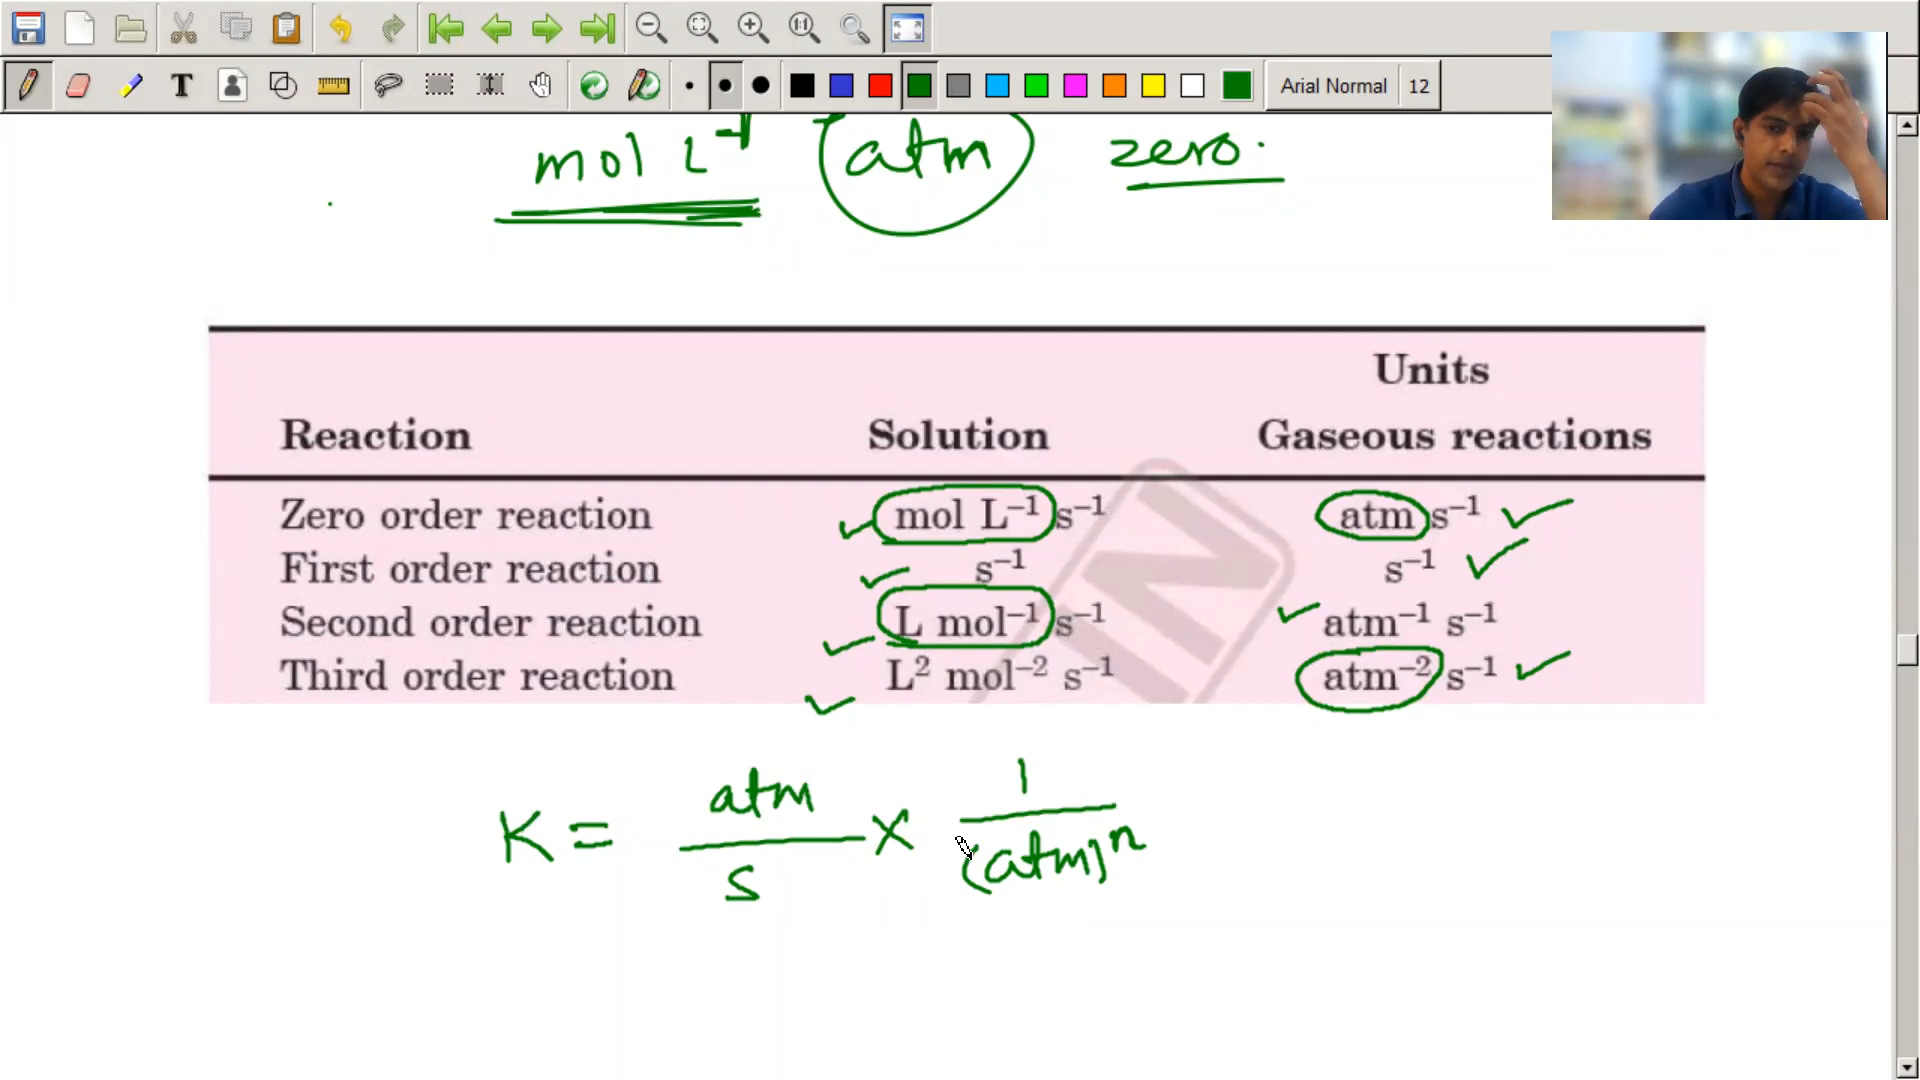 Arial Normal 12
mol L⁻¹ atm zero.
Units
Reaction Solution Gaseous reactions
Zero order reaction mol L⁻¹ s⁻¹ atm s⁻¹
First order reaction s⁻¹ s⁻¹
Second order reaction L mol⁻¹ s⁻¹ atm⁻¹ s⁻¹
Third order reaction L² mol⁻² s⁻¹ atm⁻² s⁻¹
K = atm/s × 1/(atm)ⁿ